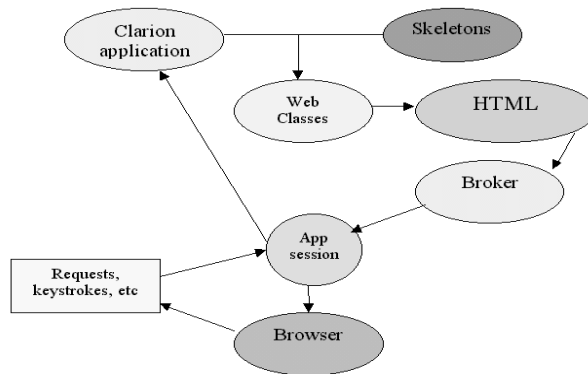 Clarion
application
Skeletons
Web
Classes
HTML
Broker
App
session
Requests,
keystrokes, etc
Browser